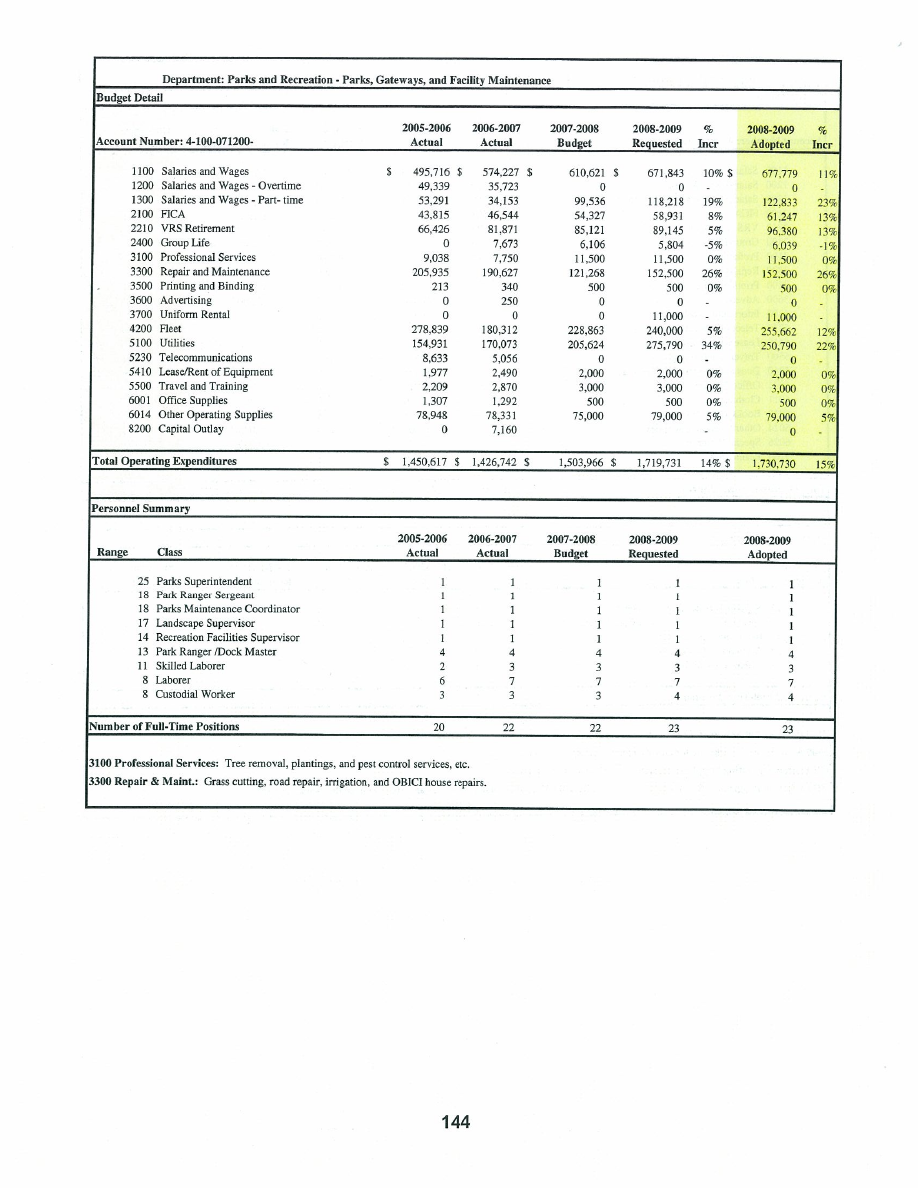 Department: Parks and Recreation - Parks, Gateways, and Facility Maintenance
Budget Detail
2005-2006 2006-2007 2007-2008 2008-2009 % 2008-2009 %
Account Number: 4-100-071200- Actual Actual Budget Requested Incr Adopted Incr
1100 Salaries and Wages $ 495,716 $ 574,227 $ 610,621 $ 671,843 10% $ 677,779 11%
1200 Salaries and Wages - Overtime 49,339 35,723 0 0 - 0 -
1300 Salaries and Wages - Part- time 53,291 34,153 99,536 118,218 19% 122,833 23%
2100 FICA 43,815 46,544 54,327 58,931 8% 61,247 13%
2210 VRS Retirement 66,426 81,871 85,121 89,145 5% 96,380 13%
2400 Group Life 0 7,673 6,106 5,804 -5% 6,039 -1%
3100 Professional Services 9,038 7,750 11,500 11,500 0% 11,500 0%
3300 Repair and Maintenance 205,935 190,627 121,268 152,500 26% 152,500 26%
3500 Printing and Binding 213 340 500 500 0% 500 0%
3600 Advertising 0 250 0 0 - 0 -
3700 Uniform Rental 0 0 0 11,000 - 11,000 -
4200 Fleet 278,839 180,312 228,863 240,000 5% 255,662 12%
5100 Utilities 154,931 170,073 205,624 275,790 34% 250,790 22%
5230 Telecommunications 8,633 5,056 0 0 - 0 -
5410 Lease/Rent of Equipment 1,977 2,490 2,000 2,000 0% 2,000 0%
5500 Travel and Training 2,209 2,870 3,000 3,000 0% 3,000 0%
6001 Office Supplies 1,307 1,292 500 500 0% 500 0%
6014 Other Operating Supplies 78,948 78,331 75,000 79,000 5% 79,000 5%
8200 Capital Outlay 0 7,160 - 0 -
Total Operating Expenditures $ 1,450,617 $ 1,426,742 $ 1,503,966 $ 1,719,731 14% $ 1,730,730 15%
Personnel Summary
2005-2006 2006-2007 2007-2008 2008-2009 2008-2009
Range Class Actual Actual Budget Requested Adopted
25 Parks Superintendent 1 1 1 1 1
18 Park Ranger Sergeant 1 1 1 1 1
18 Parks Maintenance Coordinator 1 1 1 1 1
17 Landscape Supervisor 1 1 1 1 1
14 Recreation Facilities Supervisor 1 1 1 1 1
13 Park Ranger /Dock Master 4 4 4 4 4
11 Skilled Laborer 2 3 3 3 3
8 Laborer 6 7 7 7 7
8 Custodial Worker 3 3 3 4 4
Number of Full-Time Positions 20 22 22 23 23
3100 Professional Services: Tree removal, plantings, and pest control services, etc.
3300 Repair & Maint.: Grass cutting, road repair, irrigation, and OBICI house repairs.
144